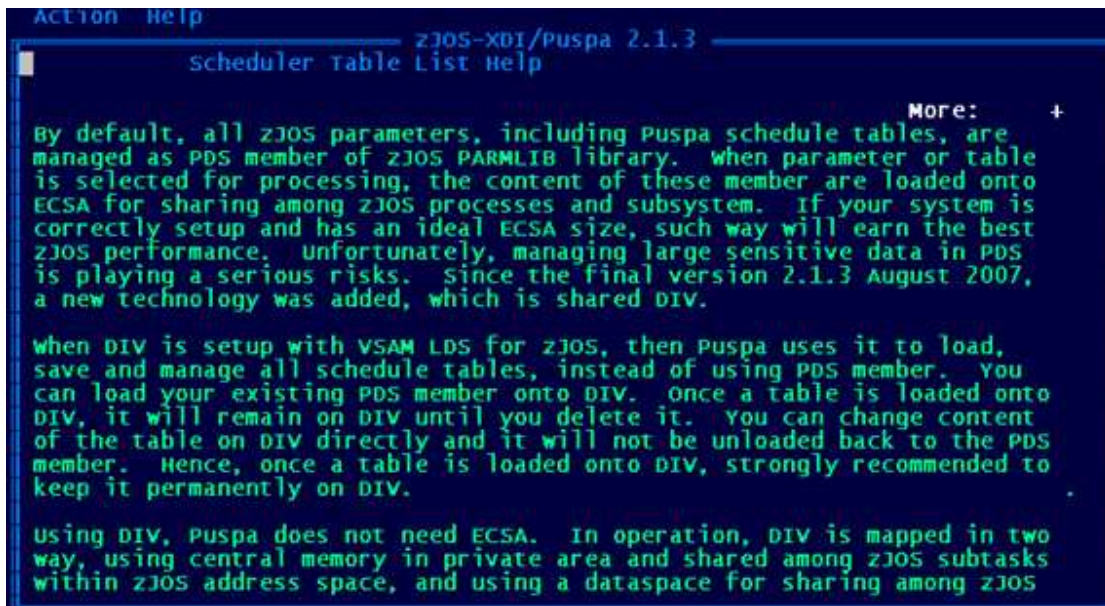 Action Help
zJOS-XDI/Puspa 2.1.3
Scheduler Table List Help
More: +
By default, all zJOS parameters, including Puspa schedule tables, are
managed as PDS member of zJOS PARMLIB library. When parameter or table
is selected for processing, the content of these member are loaded onto
ECSA for sharing among zJOS processes and subsystem. If your system is
correctly setup and has an ideal ECSA size, such way will earn the best
zJOS performance. Unfortunately, managing large sensitive data in PDS
is playing a serious risks. Since the final version 2.1.3 August 2007,
a new technology was added, which is shared DIV.
When DIV is setup with VSAM LDS for zJOS, then Puspa uses it to load,
save and manage all schedule tables, instead of using PDS member. You
can load your existing PDS member onto DIV. Once a table is loaded onto
DIV, it will remain on DIV until you delete it. You can change content
of the table on DIV directly and it will not be unloaded back to the PDS
member. Hence, once a table is loaded onto DIV, strongly recommended to
keep it permanently on DIV.
Using DIV, Puspa does not need ECSA. In operation, DIV is mapped in two
way, using central memory in private area and shared among zJOS subtasks
within zJOS address space, and using a dataspace for sharing among zJOS